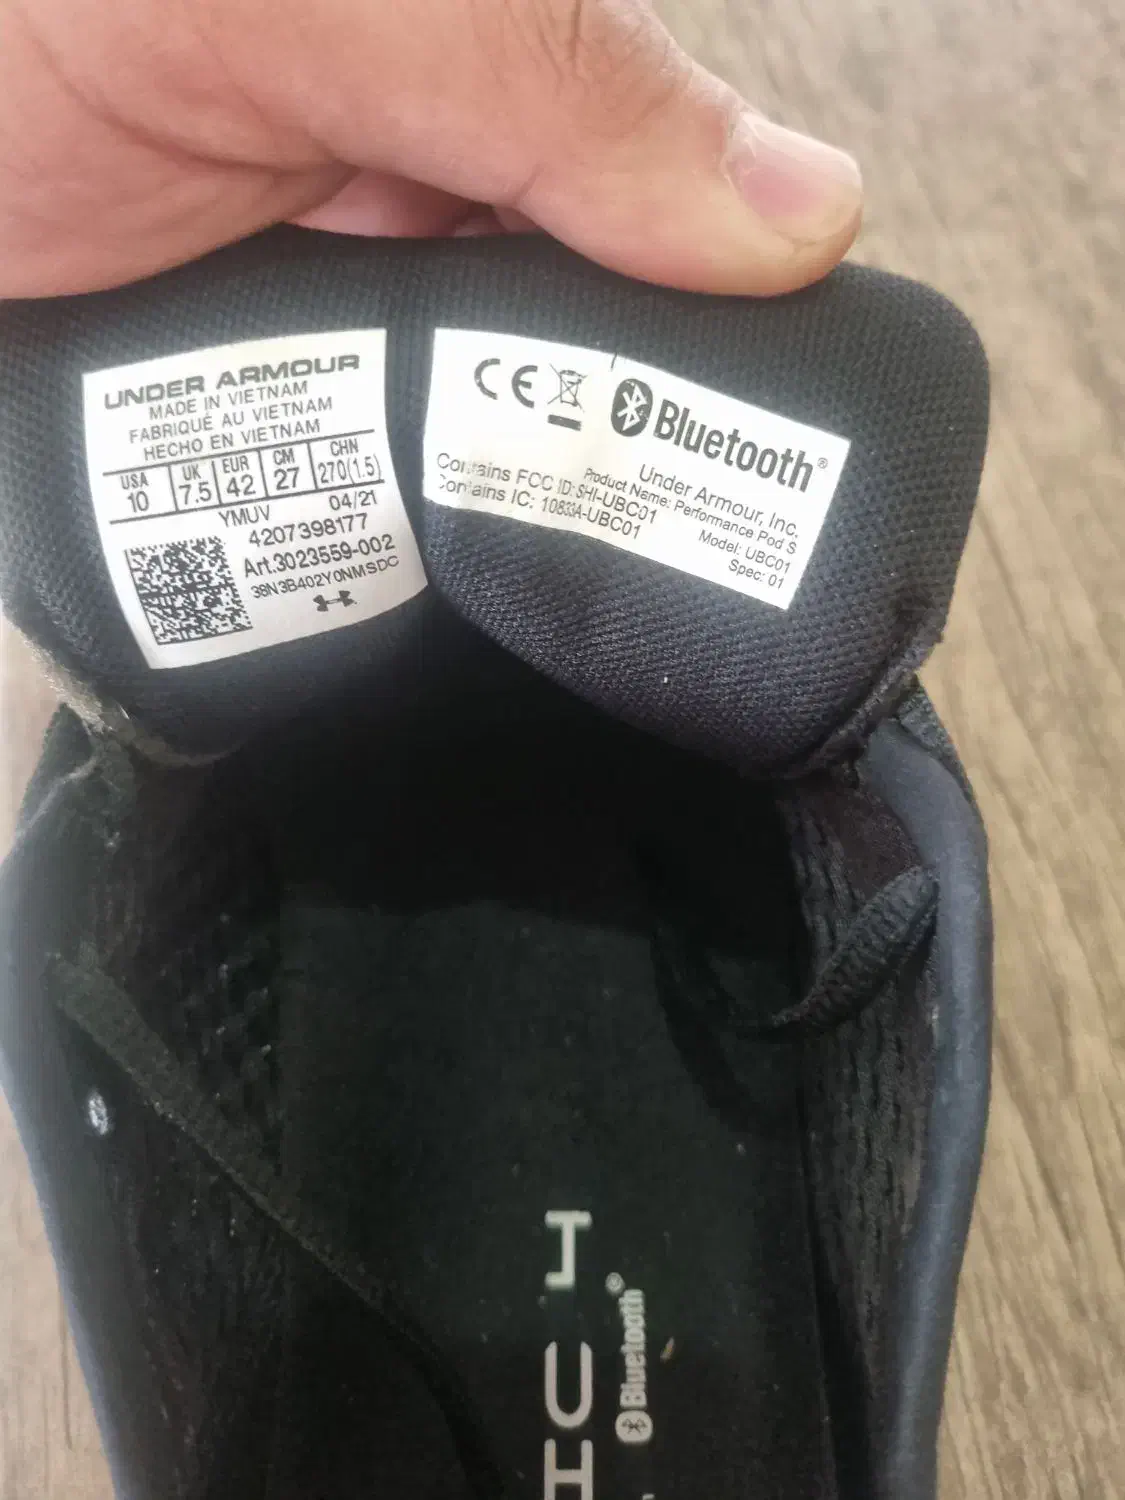 UNDER ARMOUR
MADE IN VIETNAM
FABRIQUÉ AU VIETNAM
HECHO EN VIETNAM
USA UK EUR CM CHN
10 7.5 42 27 270(1.5)
YMUV 04/21
4207398177
Art.3023559-002
39N3B402Y0NMSDC
CE Bluetooth®
Under Armour, Inc.
Product Name: Performance Pod S
Model: UBC01
Spec: 01
Contains FCC ID: SHI-UBC01
Contains IC: 10833A-UBC01
Bluetooth®